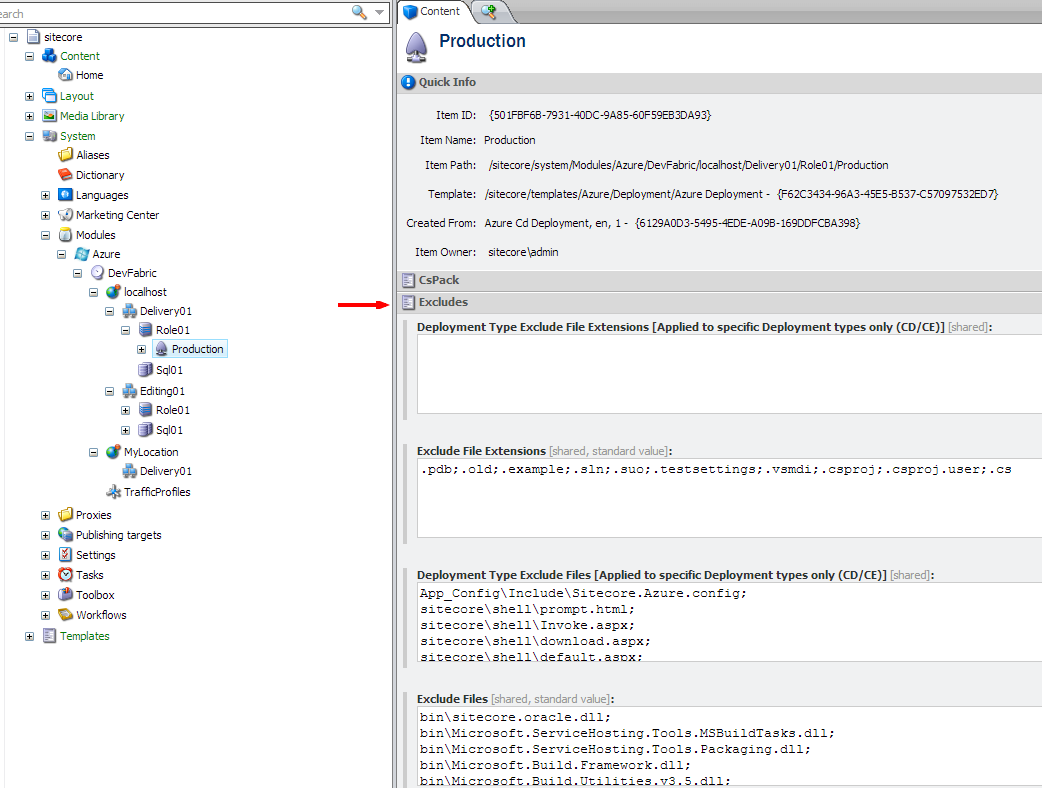 earch
sitecore
Content
Home
Layout
Media Library
System
Aliases
Dictionary
Languages
Marketing Center
Modules
Azure
DevFabric
localhost
Delivery01
Role01
Production
Sql01
Editing01
Role01
Sql01
MyLocation
Delivery01
TrafficProfiles
Proxies
Publishing targets
Settings
Tasks
Toolbox
Workflows
Templates
Content
Production
Quick Info
Item ID: {501FBF6B-7931-40DC-9A85-60F59EB3DA93}
Item Name: Production
Item Path: /sitecore/system/Modules/Azure/DevFabric/localhost/Delivery01/Role01/Production
Template: /sitecore/templates/Azure/Deployment/Azure Deployment - {F62C3434-96A3-45E5-B537-C57097532ED7}
Created From: Azure Cd Deployment, en, 1 - {6129A0D3-5495-4EDE-A09B-169DDFCBA398}
Item Owner: sitecore\admin
CsPack
Excludes
Deployment Type Exclude File Extensions [Applied to specific Deployment types only (CD/CE)] [shared]:
Exclude File Extensions [shared, standard value]:
.pdb;.old;.example;.sln;.suo;.testsettings;.vsmdi;.csproj;.csproj.user;.cs
Deployment Type Exclude Files [Applied to specific Deployment types only (CD/CE)] [shared]:
App_Config\Include\Sitecore.Azure.config;
sitecore\shell\prompt.html;
sitecore\shell\Invoke.aspx;
sitecore\shell\download.aspx;
sitecore\shell\default.aspx;
Exclude Files [shared, standard value]:
bin\sitecore.oracle.dll;
bin\Microsoft.ServiceHosting.Tools.MSBuildTasks.dll;
bin\Microsoft.ServiceHosting.Tools.Packaging.dll;
bin\Microsoft.Build.Framework.dll;
bin\Microsoft.Build.Utilities.v3.5.dll;